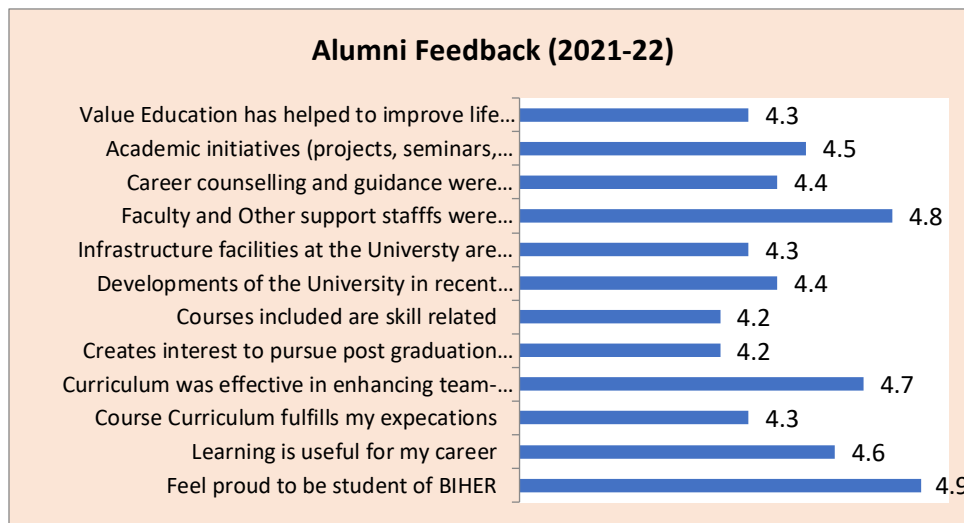 Alumni Feedback (2021-22)
Value Education has helped to improve life... 4.3
Academic initiatives (projects, seminars,... 4.5
Career counselling and guidance were... 4.4
Faculty and Other support stafffs were... 4.8
Infrastructure facilities at the Universty are... 4.3
Developments of the University in recent... 4.4
Courses included are skill related 4.2
Creates interest to pursue post graduation... 4.2
Curriculum was effective in enhancing team-... 4.7
Course Curriculum fulfills my expecations 4.3
Learning is useful for my career 4.6
Feel proud to be student of BIHER 4.9